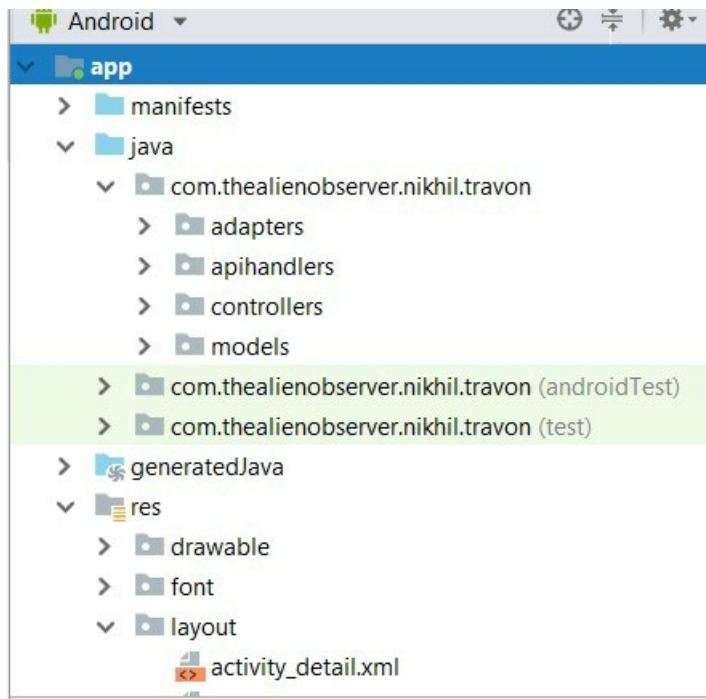 Android
app
manifests
java
com.thealienobserver.nikhil.travon
adapters
apihandlers
controllers
models
com.thealienobserver.nikhil.travon (androidTest)
com.thealienobserver.nikhil.travon (test)
generatedJava
res
drawable
font
layout
activity_detail.xml